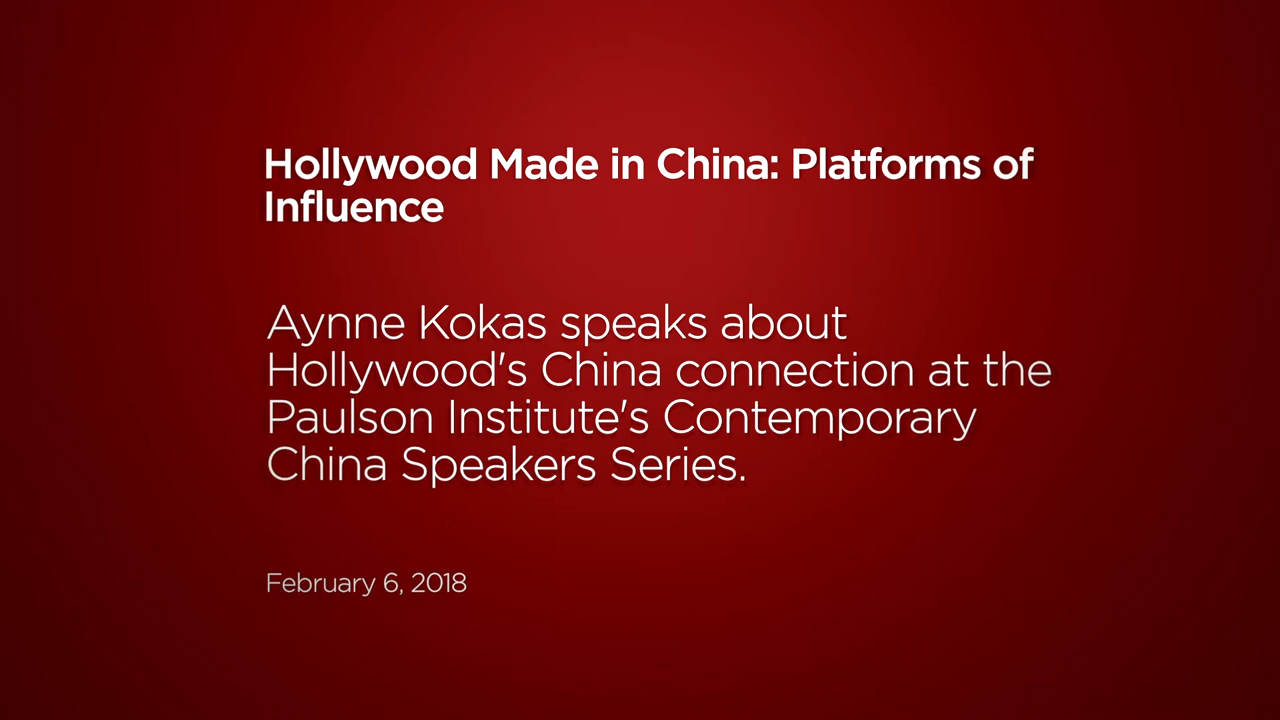 Hollywood Made in China: Platforms of
Influence
Aynne Kokas speaks about
Hollywood's China connection at the
Paulson Institute's Contemporary
China Speakers Series.
February 6, 2018